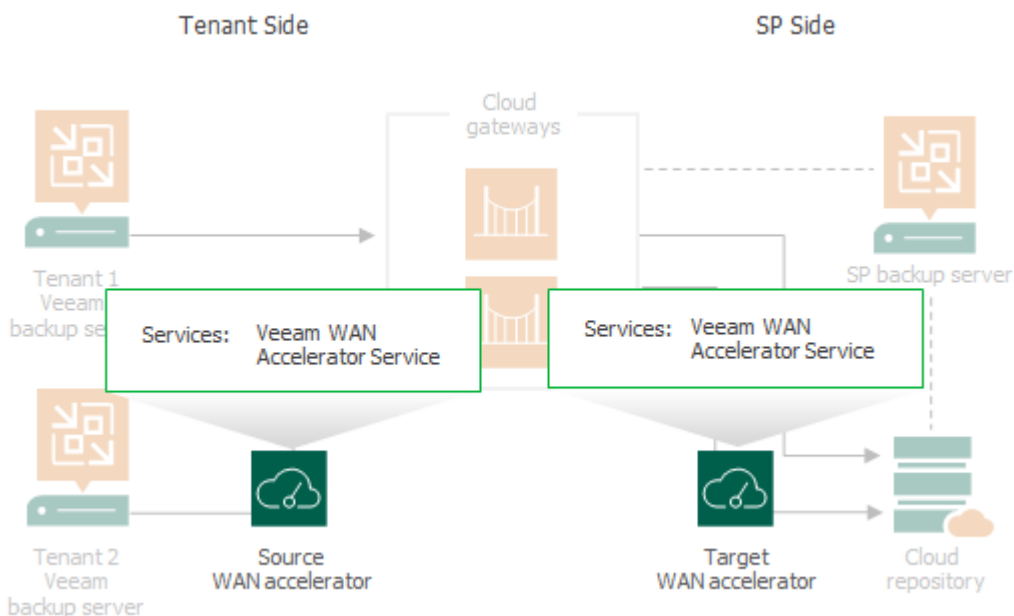 Tenant Side
SP Side
Cloud
gateways
Tenant 1
Veeam
backup se
SP backup server
Services: Veeam WAN
Accelerator Service
Services: Veeam WAN
Accelerator Service
Tenant 2
Veeam
backup server
Source
WAN accelerator
Target
WAN accelerator
Cloud
repository